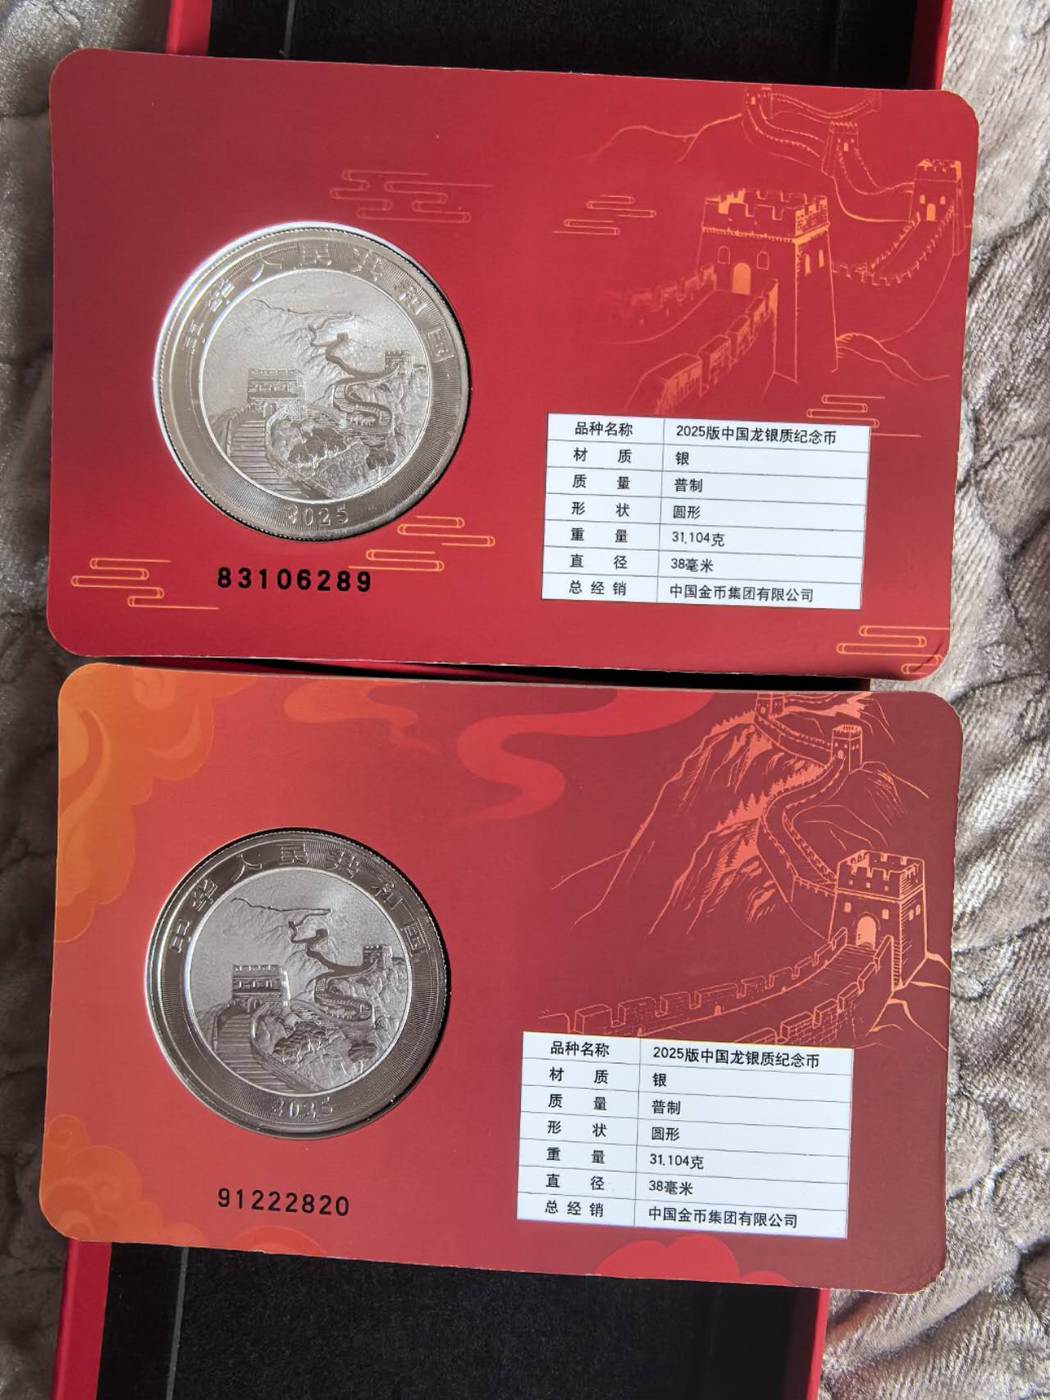 中华人民共和国
2025
83106289
品种名称 2025版中国龙银质纪念币
材 质 银
质 量 普制
形 状 圆形
重 量 31.104克
直 径 38毫米
总 经 销 中国金币集团有限公司
中华人民共和国
2025
91222820
品种名称 2025版中国龙银质纪念币
材 质 银
质 量 普制
形 状 圆形
重 量 31.104克
直 径 38毫米
总 经 销 中国金币集团有限公司